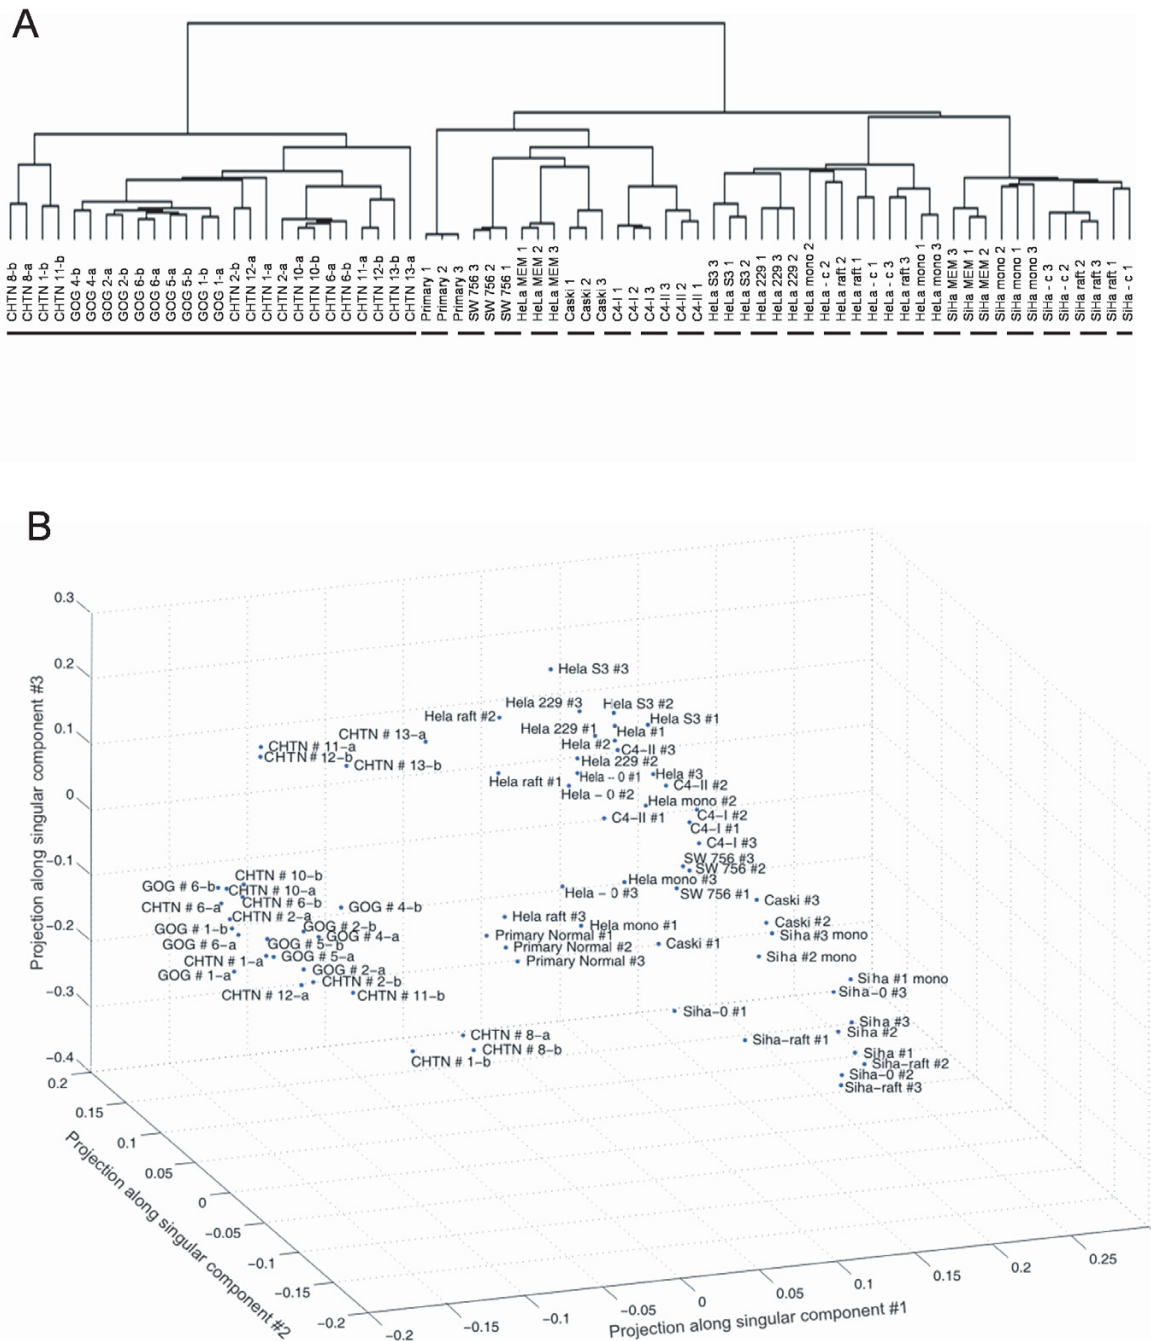 A
CHTN 8-b
CHTN 8-a
CHTN 1-b
CHTN 11-b
GOG 4-b
GOG 4-a
GOG 2-a
GOG 2-b
GOG 6-b
GOG 6-a
GOG 5-a
GOG 5-b
GOG 1-b
GOG 1-a
CHTN 2-b
CHTN 12-a
CHTN 1-a
CHTN 2-a
CHTN 10-a
CHTN 10-b
CHTN 6-a
CHTN 6-b
CHTN 11-a
CHTN 12-b
CHTN 13-b
CHTN 13-a
Primary 1
Primary 2
Primary 3
SW 756 3
SW 756 2
SW 756 1
HeLa MEM 1
HeLa MEM 2
HeLa MEM 3
Caski 1
Caski 2
Caski 3
C4-I 1
C4-I 2
C4-I 3
C4-II 3
C4-II 2
C4-II 1
HeLa S3 3
HeLa S3 1
HeLa S3 2
HeLa 229 1
HeLa 229 3
HeLa 229 2
HeLa mono 2
HeLa - c 2
HeLa raft 2
HeLa raft 1
HeLa - c 1
HeLa - c 3
HeLa raft 3
HeLa mono 1
HeLa mono 3
SiHa MEM 3
SiHa MEM 1
SiHa MEM 2
SiHa mono 2
SiHa mono 1
SiHa mono 3
SiHa - c 3
SiHa - c 2
SiHa raft 2
SiHa raft 3
SiHa raft 1
SiHa - c 1
B
0.3
0.2
0.1
0
−0.1
−0.2
−0.3
−0.4
Projection along singular component #3
Hela S3 #3
Hela 229 #3
Hela S3 #2
Hela raft #2
Hela S3 #1
Hela 229 #1
Hela #1
CHTN # 13−a
Hela #2
C4−II #3
CHTN # 11−a
CHTN # 12−b
Hela 229 #2
CHTN # 13−b
Hela raft #1
Hela − 0 #1
Hela #3
C4−II #2
Hela − 0 #2
Hela mono #2
C4−II #1
C4−I #2
C4−I #1
C4−I #3
SW 756 #3
SW 756 #2
CHTN # 10−b
Hela mono #3
GOG # 6−b
CHTN # 10−a
Hela − 0 #3
SW 756 #1
CHTN # 6−b
Caski #3
CHTN # 6−a
GOG # 4−b
CHTN # 2−a
Hela raft #3
Caski #2
GOG # 1−b
GOG # 2−b
Hela mono #1
GOG # 4−a
Primary Normal #1
Siha #3 mono
GOG # 6−a
GOG # 5−b
Primary Normal #2
Caski #1
CHTN # 1−a
GOG # 5−a
Primary Normal #3
Siha #2 mono
GOG # 1−a
GOG # 2−a
CHTN # 2−b
Siha #1 mono
CHTN # 12−a
CHTN # 11−b
Siha−0 #3
Siha−0 #1
Siha #3
CHTN # 8−a
Siha−raft #1
Siha #2
CHTN # 8−b
Siha #1
CHTN # 1−b
Siha−raft #2
Siha−0 #2
Siha−raft #3
0.2
0.15
0.1
0.05
0
−0.05
−0.1
−0.15
−0.2
Projection along singular component #2
−0.2
−0.15
−0.1
−0.05
0
0.05
0.1
0.15
0.2
0.25
Projection along singular component #1